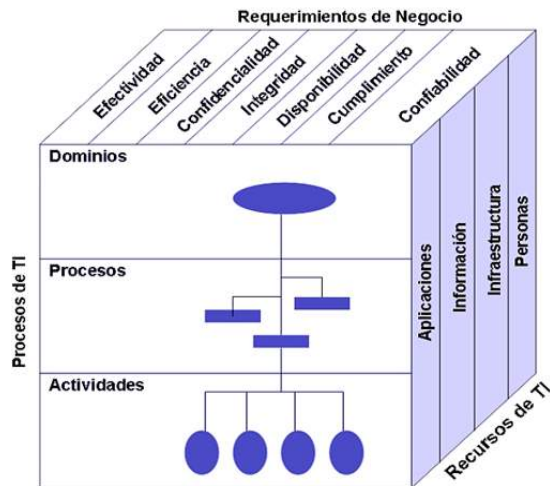 Requerimientos de Negocio
Efectividad
Eficiencia
Confidencialidad
Integridad
Disponibilidad
Cumplimiento
Confiabilidad
Dominios
Procesos
Actividades
Procesos de TI
Aplicaciones
Información
Infraestructura
Personas
Recursos de TI